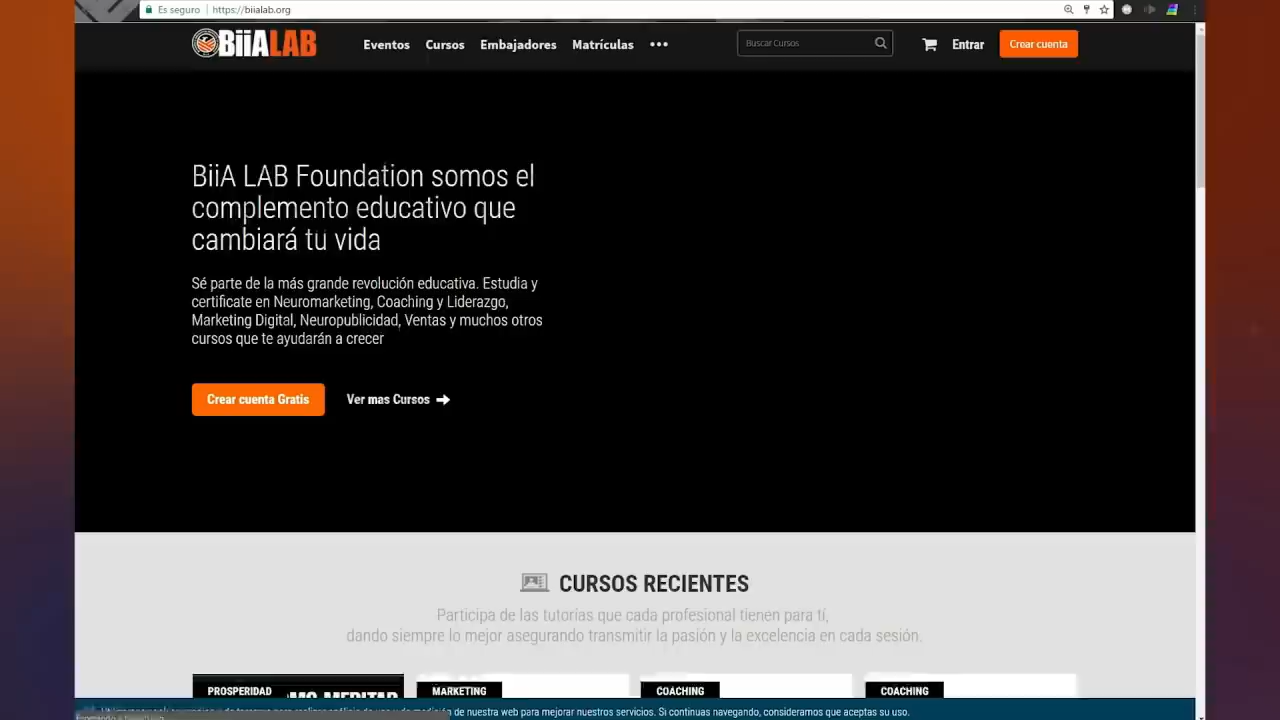 Es seguro https://biialab.org
BiiALAB
Eventos Cursos Embajadores Matrículas ••• Buscar Cursos Entrar Crear cuenta
BiiA LAB Foundation somos el
complemento educativo que
cambiará tu vida
Sé parte de la más grande revolución educativa. Estudia y
certificate en Neuromarketing, Coaching y Liderazgo,
Marketing Digital, Neuropublicidad, Ventas y muchos otros
cursos que te ayudarán a crecer
Crear cuenta Gratis Ver mas Cursos
CURSOS RECIENTES
Participa de las tutorías que cada profesional tienen para tí,
dando siempre lo mejor asegurando transmitir la pasión y la excelencia en cada sesión.
PROSPERIDAD MARKETING COACHING COACHING
de nuestra web para mejorar nuestros servicios. Si continuas navegando, consideramos que aceptas su uso.